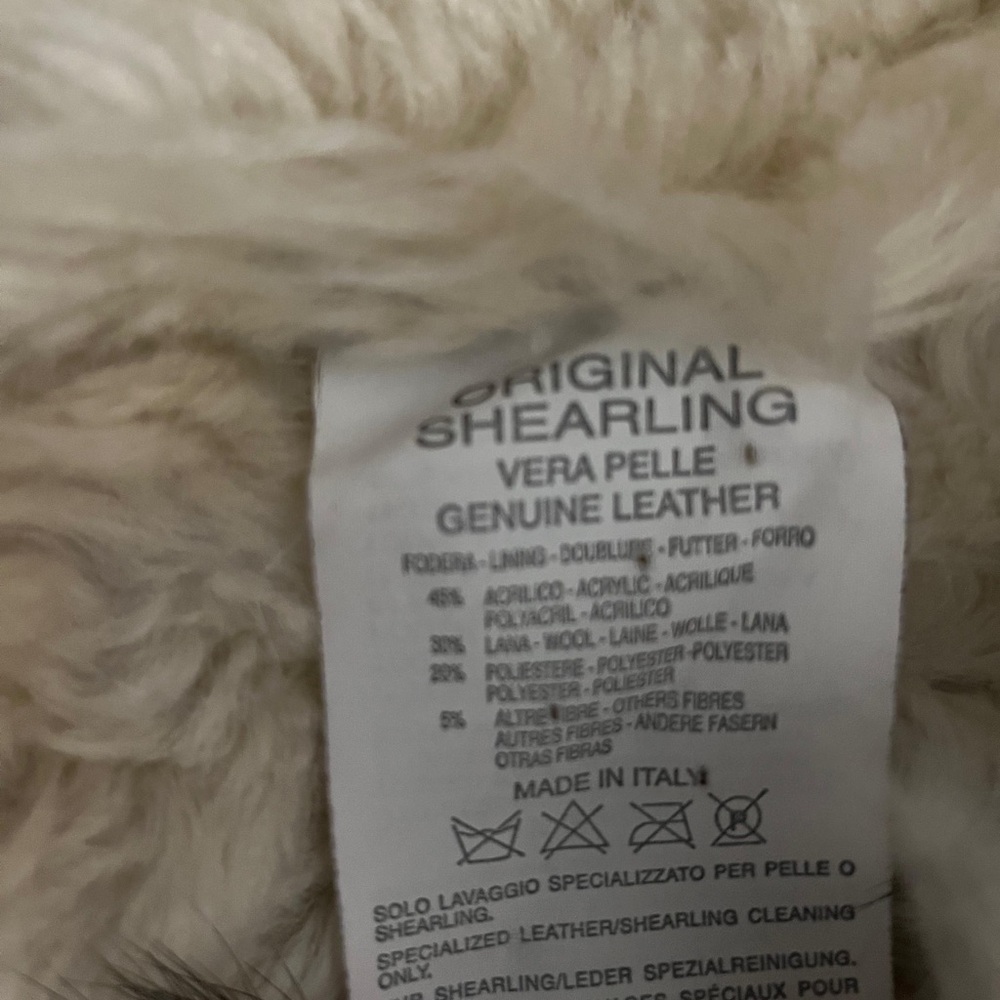 ORIGINAL
SHEARLING
VERA PELLE
GENUINE LEATHER
FODERA - LINING - DOUBLURE - FUTTER - FORRO
45% ACRILICO - ACRYLIC - ACRILIQUE
POLYACRIL - ACRILICO
30% LANA - WOOL - LAINE - WOLLE - LANA
20% POLIESTERE - POLYESTER - POLYESTER
POLYESTER - POLIESTER
5% ALTRE FIBRE - OTHERS FIBRES
AUTRES FIBRES - ANDERE FASERN
OTRAS FIBRAS
MADE IN ITALY
P
SOLO LAVAGGIO SPECIALIZZATO PER PELLE O
SHEARLING.
SPECIALIZED LEATHER/SHEARLING CLEANING
ONLY.
SHEARLING/LEDER SPEZIALREINIGUNG.
SPÉCIAUX POUR